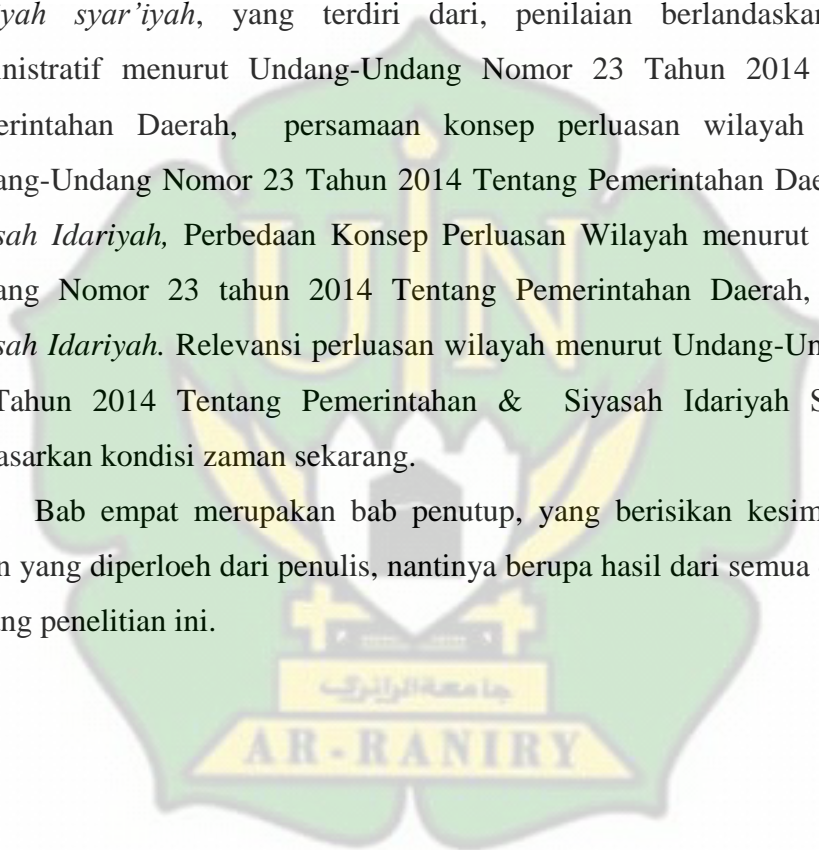 iyah syar’iyah, yang terdiri dari, penilaian berlandaskan
nistratif menurut Undang-Undang Nomor 23 Tahun 2014
erintahan Daerah, persamaan konsep perluasan wilayah
ang-Undang Nomor 23 Tahun 2014 Tentang Pemerintahan Dae
sah Idariyah, Perbedaan Konsep Perluasan Wilayah menurut
ang Nomor 23 tahun 2014 Tentang Pemerintahan Daerah,
sah Idariyah. Relevansi perluasan wilayah menurut Undang-Un
Tahun 2014 Tentang Pemerintahan & Siyasah Idariyah S
asarkan kondisi zaman sekarang.
Bab empat merupakan bab penutup, yang berisikan kesim
n yang diperloeh dari penulis, nantinya berupa hasil dari semua
ng penelitian ini.
UIN
جامعة الرانري
AR-RANIRY